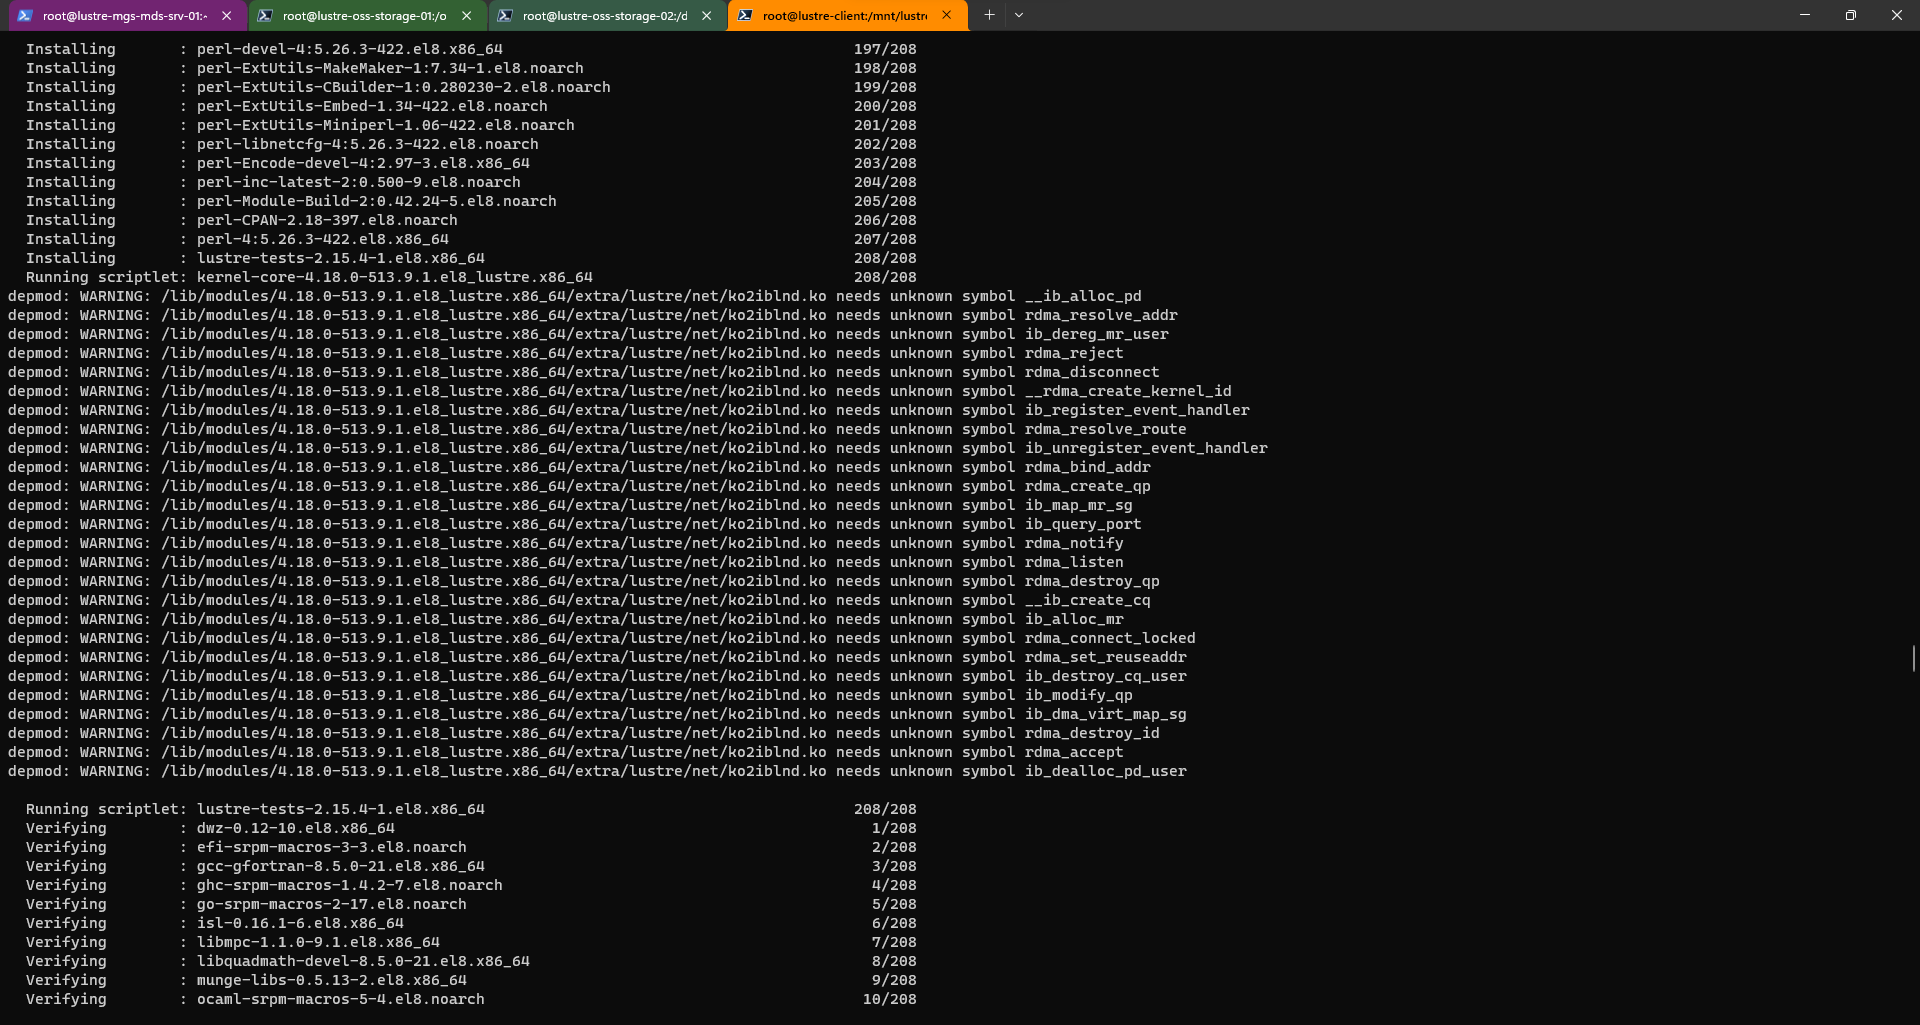 root@lustre-mgs-mds-srv-01:~
root@lustre-oss-storage-01:/o
root@lustre-oss-storage-02:/d
root@lustre-client:/mnt/lustre
Installing : perl-devel-4:5.26.3-422.el8.x86_64 197/208
Installing : perl-ExtUtils-MakeMaker-1:7.34-1.el8.noarch 198/208
Installing : perl-ExtUtils-CBuilder-1:0.280230-2.el8.noarch 199/208
Installing : perl-ExtUtils-Embed-1.34-422.el8.noarch 200/208
Installing : perl-ExtUtils-Miniperl-1.06-422.el8.noarch 201/208
Installing : perl-libnetcfg-4:5.26.3-422.el8.noarch 202/208
Installing : perl-Encode-devel-4:2.97-3.el8.x86_64 203/208
Installing : perl-inc-latest-2:0.500-9.el8.noarch 204/208
Installing : perl-Module-Build-2:0.42.24-5.el8.noarch 205/208
Installing : perl-CPAN-2.18-397.el8.noarch 206/208
Installing : perl-4:5.26.3-422.el8.x86_64 207/208
Installing : lustre-tests-2.15.4-1.el8.x86_64 208/208
Running scriptlet: kernel-core-4.18.0-513.9.1.el8_lustre.x86_64 208/208
depmod: WARNING: /lib/modules/4.18.0-513.9.1.el8_lustre.x86_64/extra/lustre/net/ko2iblnd.ko needs unknown symbol __ib_alloc_pd
depmod: WARNING: /lib/modules/4.18.0-513.9.1.el8_lustre.x86_64/extra/lustre/net/ko2iblnd.ko needs unknown symbol rdma_resolve_addr
depmod: WARNING: /lib/modules/4.18.0-513.9.1.el8_lustre.x86_64/extra/lustre/net/ko2iblnd.ko needs unknown symbol ib_dereg_mr_user
depmod: WARNING: /lib/modules/4.18.0-513.9.1.el8_lustre.x86_64/extra/lustre/net/ko2iblnd.ko needs unknown symbol rdma_reject
depmod: WARNING: /lib/modules/4.18.0-513.9.1.el8_lustre.x86_64/extra/lustre/net/ko2iblnd.ko needs unknown symbol rdma_disconnect
depmod: WARNING: /lib/modules/4.18.0-513.9.1.el8_lustre.x86_64/extra/lustre/net/ko2iblnd.ko needs unknown symbol __rdma_create_kernel_id
depmod: WARNING: /lib/modules/4.18.0-513.9.1.el8_lustre.x86_64/extra/lustre/net/ko2iblnd.ko needs unknown symbol ib_register_event_handler
depmod: WARNING: /lib/modules/4.18.0-513.9.1.el8_lustre.x86_64/extra/lustre/net/ko2iblnd.ko needs unknown symbol rdma_resolve_route
depmod: WARNING: /lib/modules/4.18.0-513.9.1.el8_lustre.x86_64/extra/lustre/net/ko2iblnd.ko needs unknown symbol ib_unregister_event_handler
depmod: WARNING: /lib/modules/4.18.0-513.9.1.el8_lustre.x86_64/extra/lustre/net/ko2iblnd.ko needs unknown symbol rdma_bind_addr
depmod: WARNING: /lib/modules/4.18.0-513.9.1.el8_lustre.x86_64/extra/lustre/net/ko2iblnd.ko needs unknown symbol rdma_create_qp
depmod: WARNING: /lib/modules/4.18.0-513.9.1.el8_lustre.x86_64/extra/lustre/net/ko2iblnd.ko needs unknown symbol ib_map_mr_sg
depmod: WARNING: /lib/modules/4.18.0-513.9.1.el8_lustre.x86_64/extra/lustre/net/ko2iblnd.ko needs unknown symbol ib_query_port
depmod: WARNING: /lib/modules/4.18.0-513.9.1.el8_lustre.x86_64/extra/lustre/net/ko2iblnd.ko needs unknown symbol rdma_notify
depmod: WARNING: /lib/modules/4.18.0-513.9.1.el8_lustre.x86_64/extra/lustre/net/ko2iblnd.ko needs unknown symbol rdma_listen
depmod: WARNING: /lib/modules/4.18.0-513.9.1.el8_lustre.x86_64/extra/lustre/net/ko2iblnd.ko needs unknown symbol rdma_destroy_qp
depmod: WARNING: /lib/modules/4.18.0-513.9.1.el8_lustre.x86_64/extra/lustre/net/ko2iblnd.ko needs unknown symbol __ib_create_cq
depmod: WARNING: /lib/modules/4.18.0-513.9.1.el8_lustre.x86_64/extra/lustre/net/ko2iblnd.ko needs unknown symbol ib_alloc_mr
depmod: WARNING: /lib/modules/4.18.0-513.9.1.el8_lustre.x86_64/extra/lustre/net/ko2iblnd.ko needs unknown symbol rdma_connect_locked
depmod: WARNING: /lib/modules/4.18.0-513.9.1.el8_lustre.x86_64/extra/lustre/net/ko2iblnd.ko needs unknown symbol rdma_set_reuseaddr
depmod: WARNING: /lib/modules/4.18.0-513.9.1.el8_lustre.x86_64/extra/lustre/net/ko2iblnd.ko needs unknown symbol ib_destroy_cq_user
depmod: WARNING: /lib/modules/4.18.0-513.9.1.el8_lustre.x86_64/extra/lustre/net/ko2iblnd.ko needs unknown symbol ib_modify_qp
depmod: WARNING: /lib/modules/4.18.0-513.9.1.el8_lustre.x86_64/extra/lustre/net/ko2iblnd.ko needs unknown symbol ib_dma_virt_map_sg
depmod: WARNING: /lib/modules/4.18.0-513.9.1.el8_lustre.x86_64/extra/lustre/net/ko2iblnd.ko needs unknown symbol rdma_destroy_id
depmod: WARNING: /lib/modules/4.18.0-513.9.1.el8_lustre.x86_64/extra/lustre/net/ko2iblnd.ko needs unknown symbol rdma_accept
depmod: WARNING: /lib/modules/4.18.0-513.9.1.el8_lustre.x86_64/extra/lustre/net/ko2iblnd.ko needs unknown symbol ib_dealloc_pd_user
Running scriptlet: lustre-tests-2.15.4-1.el8.x86_64 208/208
Verifying : dwz-0.12-10.el8.x86_64 1/208
Verifying : efi-srpm-macros-3-3.el8.noarch 2/208
Verifying : gcc-gfortran-8.5.0-21.el8.x86_64 3/208
Verifying : ghc-srpm-macros-1.4.2-7.el8.noarch 4/208
Verifying : go-srpm-macros-2-17.el8.noarch 5/208
Verifying : isl-0.16.1-6.el8.x86_64 6/208
Verifying : libmpc-1.1.0-9.1.el8.x86_64 7/208
Verifying : libquadmath-devel-8.5.0-21.el8.x86_64 8/208
Verifying : munge-libs-0.5.13-2.el8.x86_64 9/208
Verifying : ocaml-srpm-macros-5-4.el8.noarch 10/208